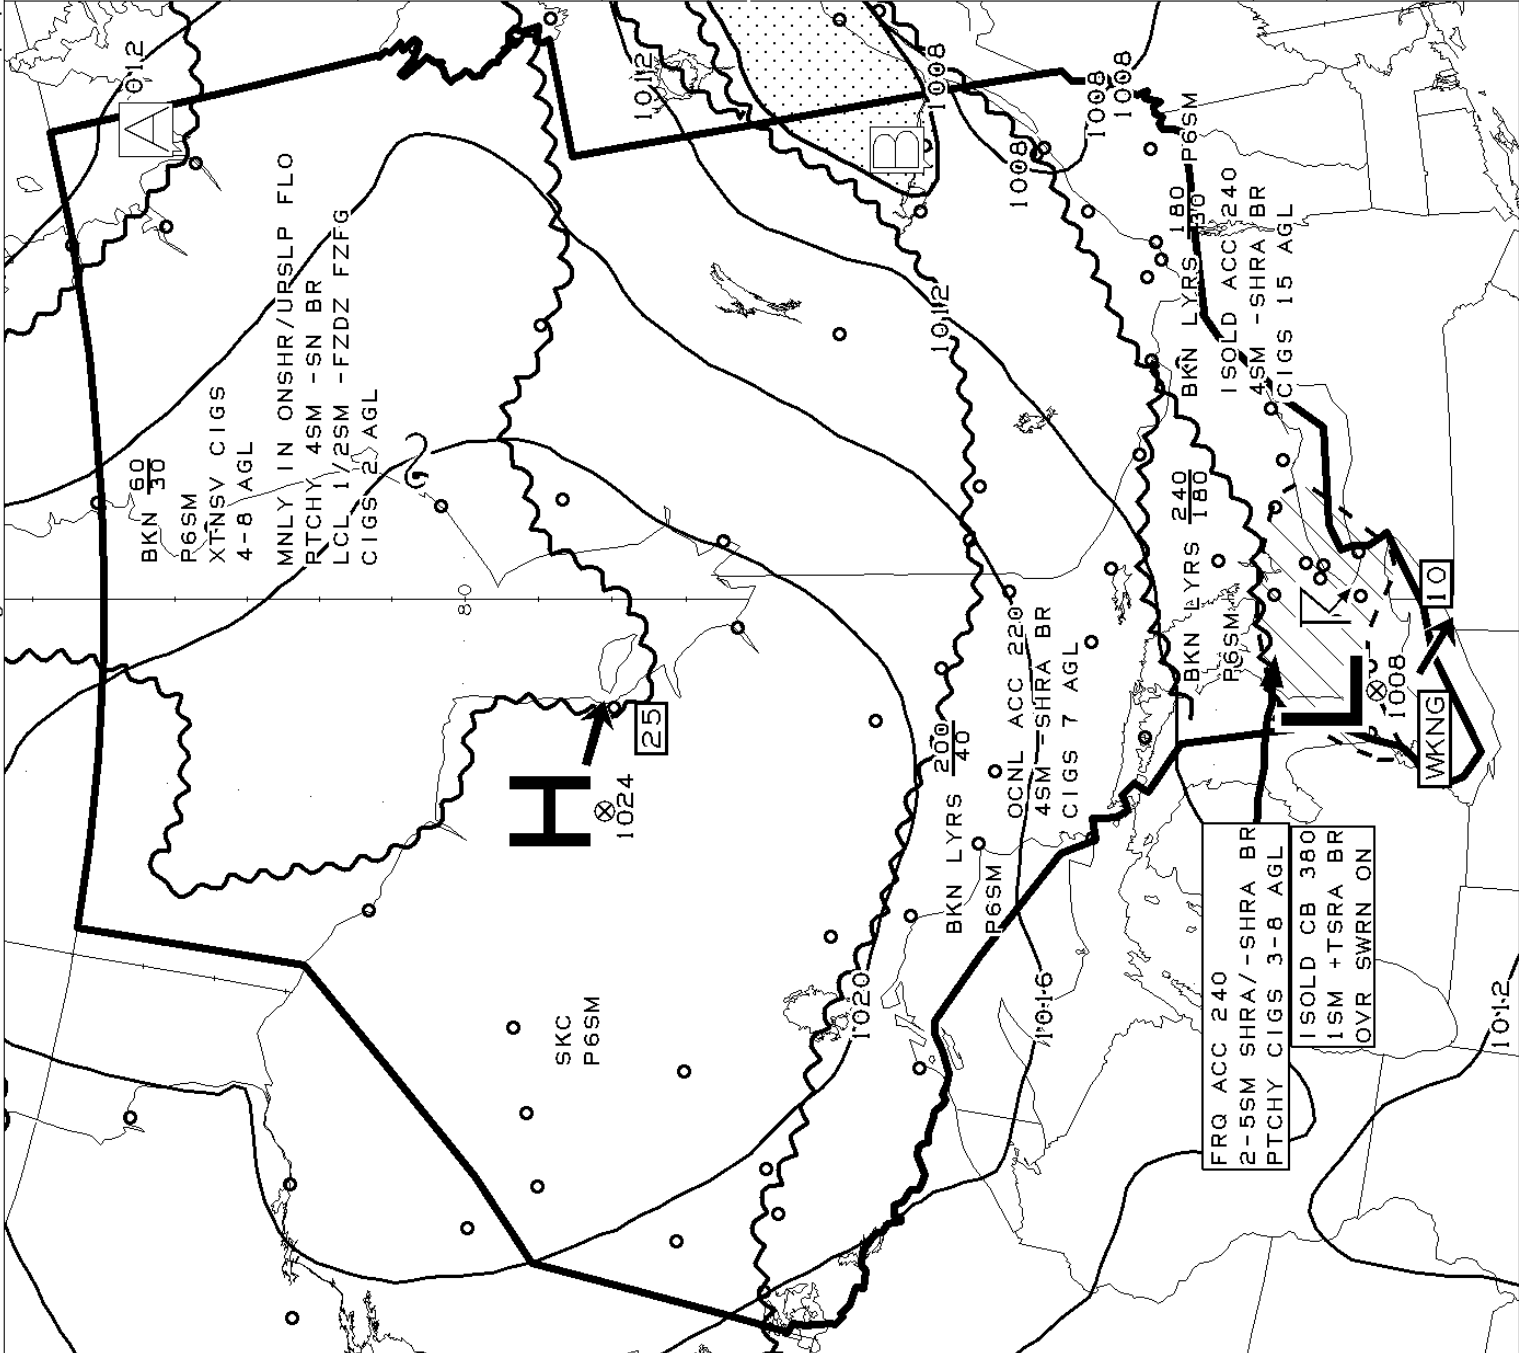 A
1012
BKN 60
30
P6SM
XTNSV CIGS
4-8 AGL
MNLY IN ONSHR/UPSLP FLO
PTCHY 4SM -SN BR
LCL 1/2SM -FZDZ FZFG
CIGS 2 AGL
80
H
1024
25
SKC
P6SM
1012
B
1008
1008
1008
1008
1012
1020
BKN LYRS 200
40
P6SM
OCNL ACC 220
4SM -SHRA BR
CIGS 7 AGL
1016
BKN LYRS 180
30
P6SM
ISOLD ACC 240
4SM -SHRA BR
CIGS 15 AGL
BKN LYRS 240
180
P6SM
L
1008
10
WKNG
FRQ ACC 240
2-5SM SHRA/-SHRA BR
PTCHY CIGS 3-8 AGL
ISOLD CB 380
1SM +TSRA BR
OVR SWRN ON
1012